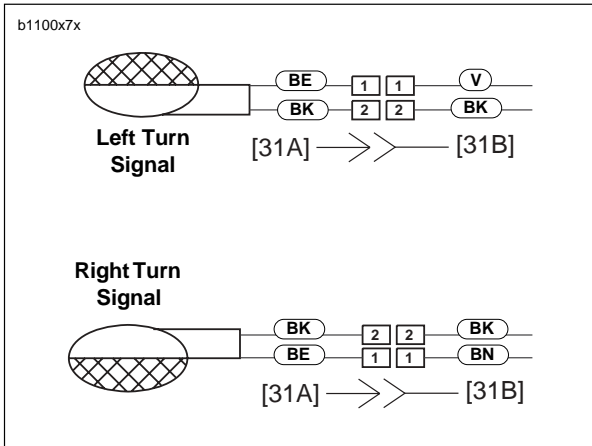 b1100x7x
BE 1 1 V
BK 2 2 BK
Left Turn
Signal
[31A] [31B]
Right Turn
Signal
BK 2 2 BK
BE 1 1 BN
[31A] [31B]